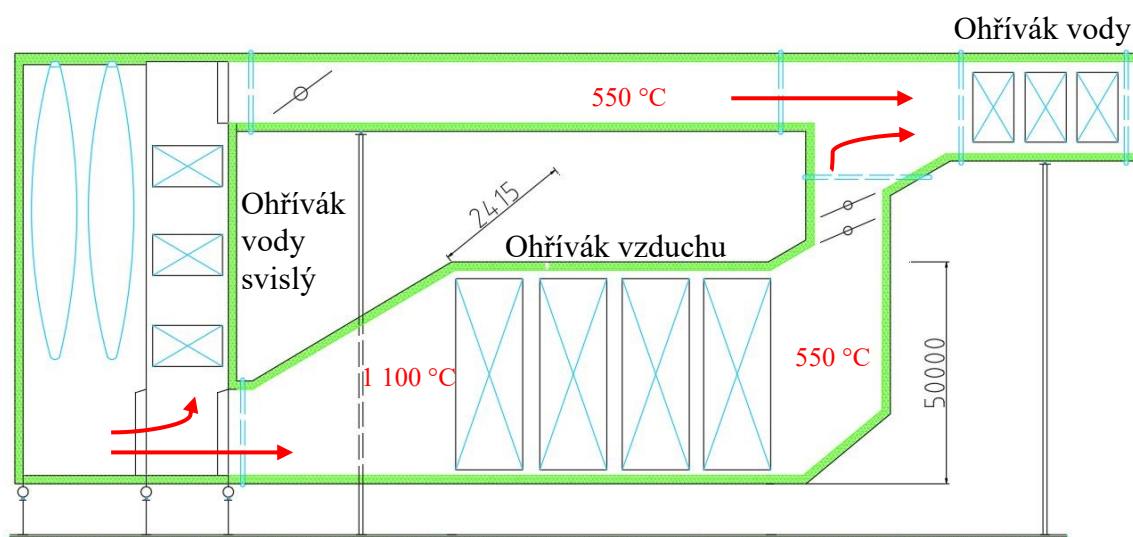 Ohřívák vody
550 °C
Ohřívák
vody
svislý
2415
Ohřívák vzduchu
1 100 °C
550 °C
50000